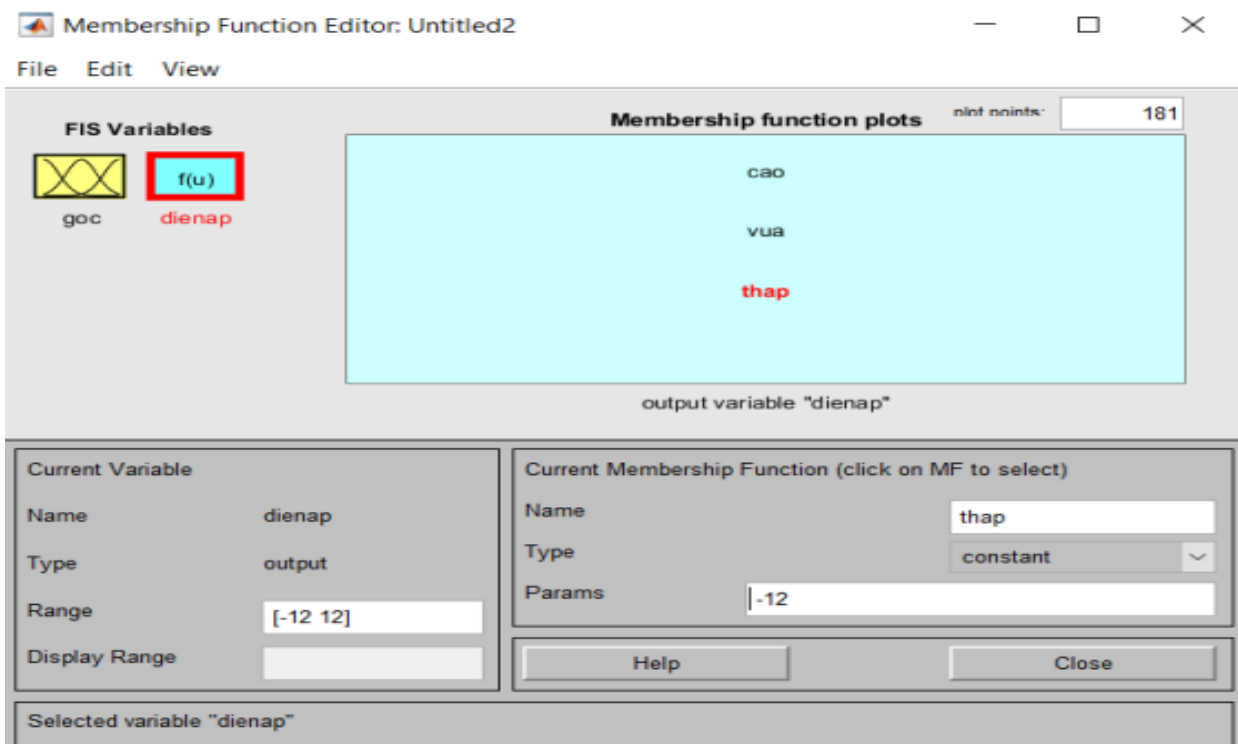 Membership Function Editor: Untitled2
File Edit View
FIS Variables
f(u)
goc dienap
Membership function plots plot points: 181
cao
vua
thap
output variable "dienap"
Current Variable
Name dienap
Type output
Range [-12 12]
Display Range
Current Membership Function (click on MF to select)
Name thap
Type constant
Params -12
Help Close
Selected variable "dienap"